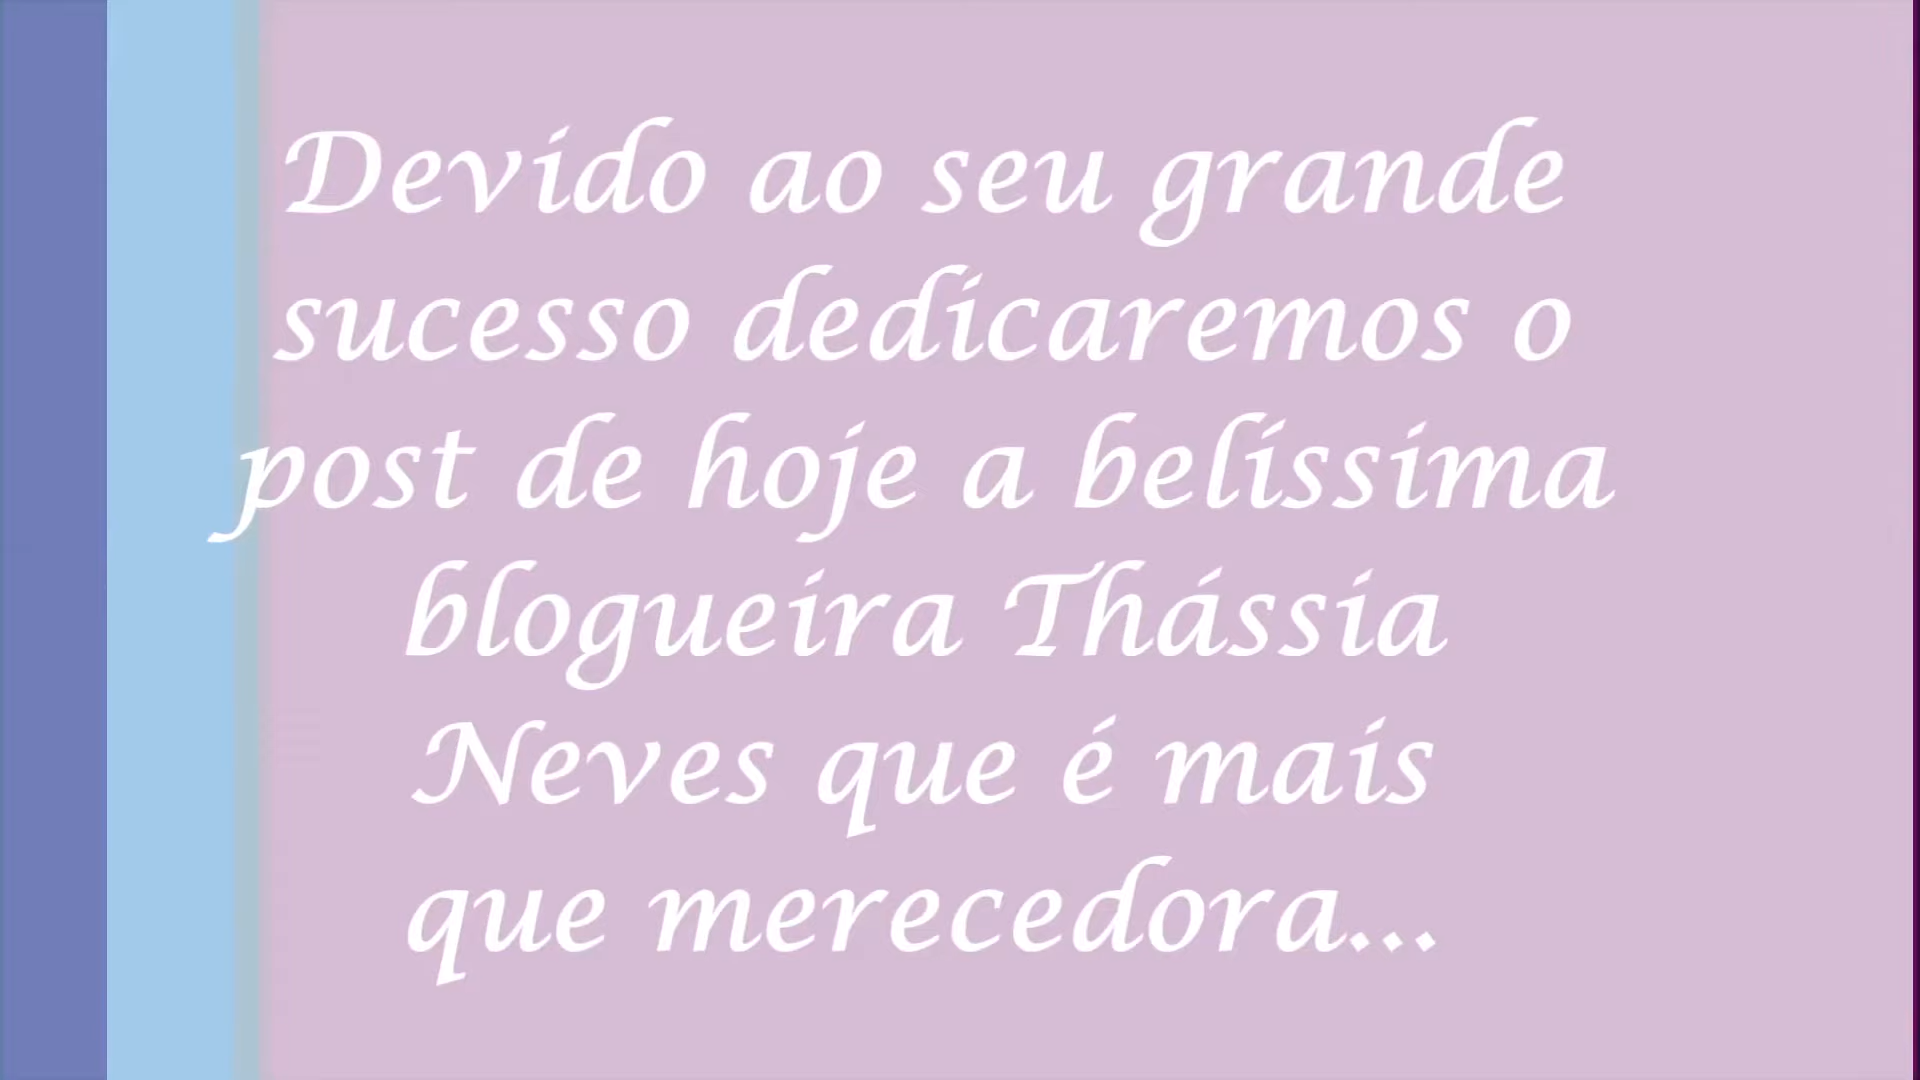 Devido ao seu grande
sucesso dedicaremos o
post de hoje a belíssima
blogueira Thássia
Neves que é mais
que merecedora...